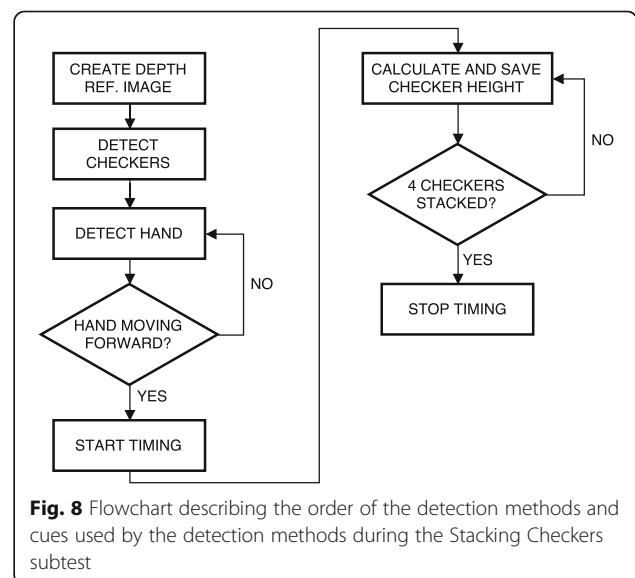 CREATE DEPTH
REF. IMAGE
DETECT
CHECKERS
DETECT HAND
NO
HAND MOVING
FORWARD?
YES
START TIMING
CALCULATE AND SAVE
CHECKER HEIGHT
NO
4 CHECKERS
STACKED?
YES
STOP TIMING
Fig. 8 Flowchart describing the order of the detection methods and
cues used by the detection methods during the Stacking Checkers
subtest